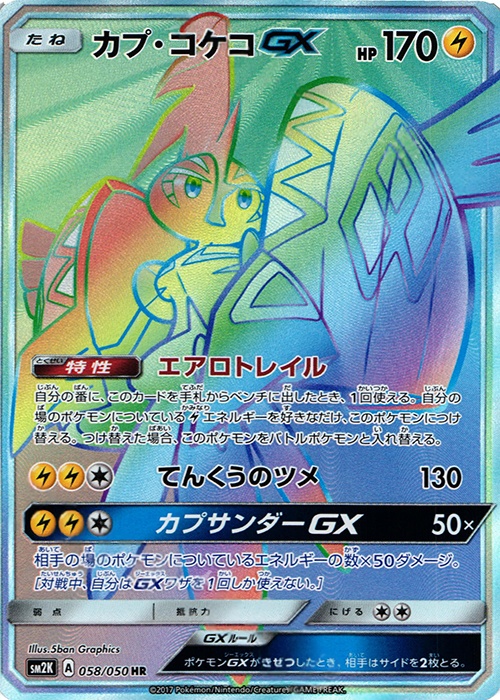 たね カプ・コケコGX HP 170
とくせい
特性 エアロトレイル
自分の番に、このカードを手札からベンチに出したとき、1回使える。自分の
場のポケモンについているエネルギーを好きなだけ、このポケモンにつけ
替える。つけ替えた場合、このポケモンをバトルポケモンと入れ替える。
てんくうのツメ 130
カプサンダーGX 50×
相手の場のポケモンについているエネルギーの数×50ダメージ。
[対戦中、自分はGXワザを1回しか使えない。]
弱点 抵抗力 にげる
Illus. 5ban Graphics
GXルール
SM2K A 058/050 HR
ポケモンGXがきぜつしたとき、相手はサイドを2枚とる。
©2017 Pokémon/Nintendo/Creatures/GAME FREAK